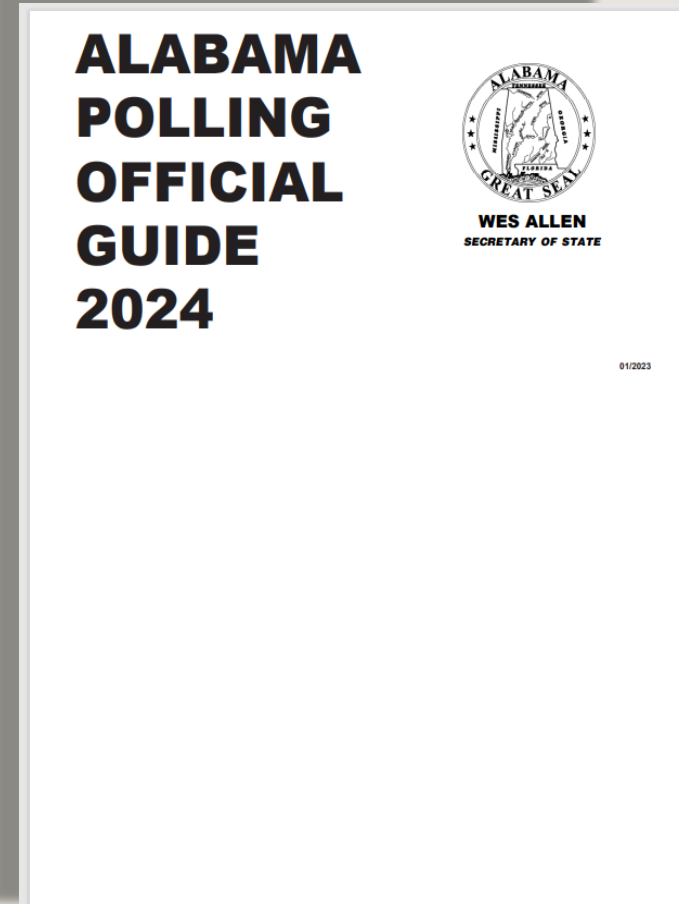 ALABAMA
POLLING
OFFICIAL
GUIDE
2024
ALABAMA
TENNESSEE
MISSISSIPPI
GEORGIA
FLORIDA
GREAT SEAL
WES ALLEN
SECRETARY OF STATE
01/2023